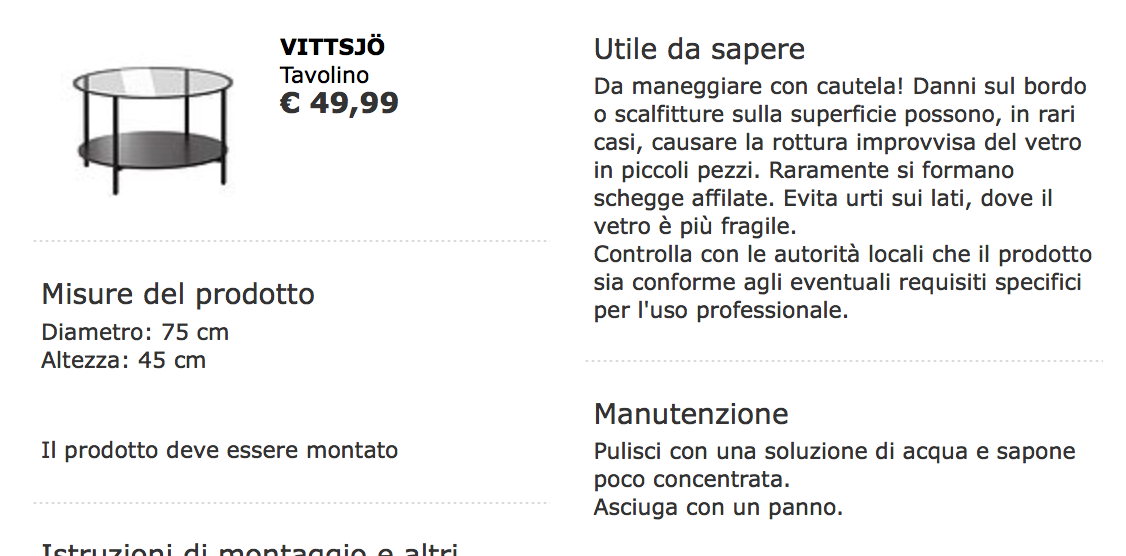 VITTSJÖ
Tavolino
€ 49,99
Misure del prodotto
Diametro: 75 cm
Altezza: 45 cm
Il prodotto deve essere montato
Istruzioni di montaggio e altri
Utile da sapere
Da maneggiare con cautela! Danni sul bordo
o scalfitture sulla superficie possono, in rari
casi, causare la rottura improvvisa del vetro
in piccoli pezzi. Raramente si formano
schegge affilate. Evita urti sui lati, dove il
vetro è più fragile.
Controlla con le autorità locali che il prodotto
sia conforme agli eventuali requisiti specifici
per l'uso professionale.
Manutenzione
Pulisci con una soluzione di acqua e sapone
poco concentrata.
Asciuga con un panno.